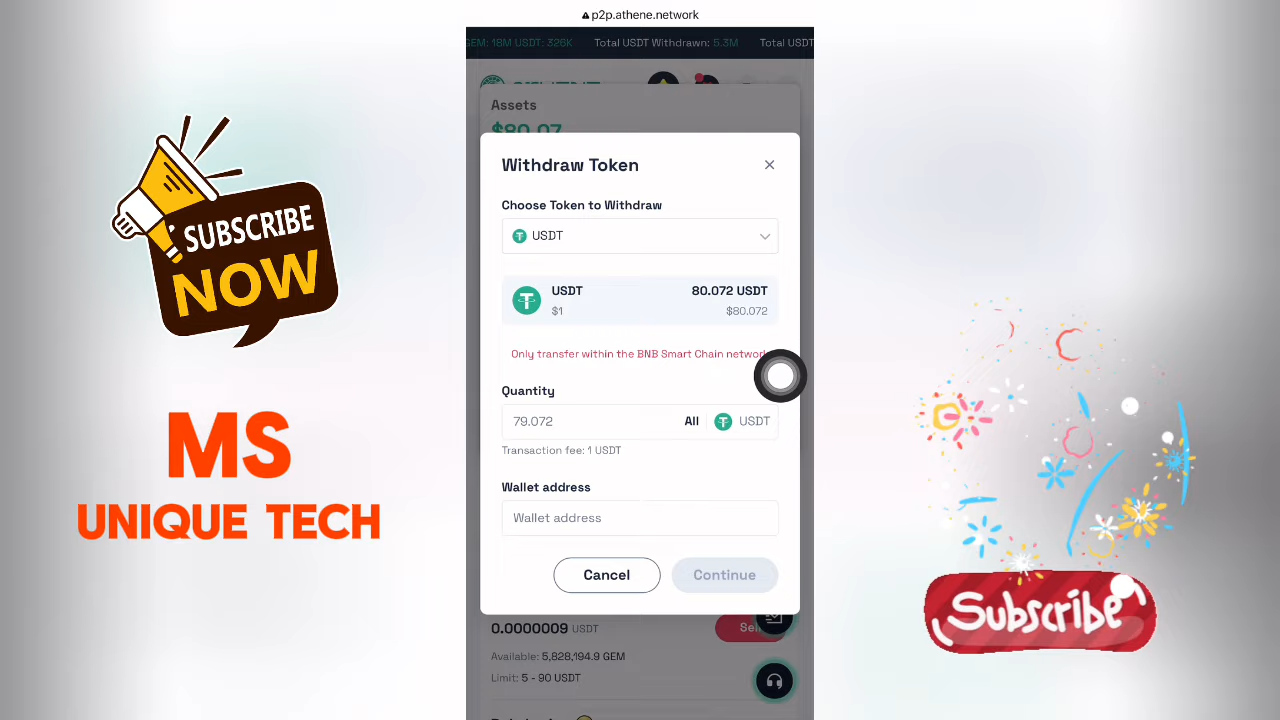 p2p.athene.network
GEM: 18M USDT: 326K Total USDT Withdrawn: 5.3M Total USDT
Assets
$80.07
Withdraw Token
Choose Token to Withdraw
USDT
USDT 80.072 USDT
$1 $80.072
Only transfer within the BNB Smart Chain network
Quantity
79.072 All USDT
Transaction fee: 1 USDT
Wallet address
Wallet address
Cancel Continue
0.0000009 USDT
Available: 5,828,194.9 GEM
Limit: 5 - 90 USDT
SUBSCRIBE
NOW
MS
UNIQUE TECH
Subscribe